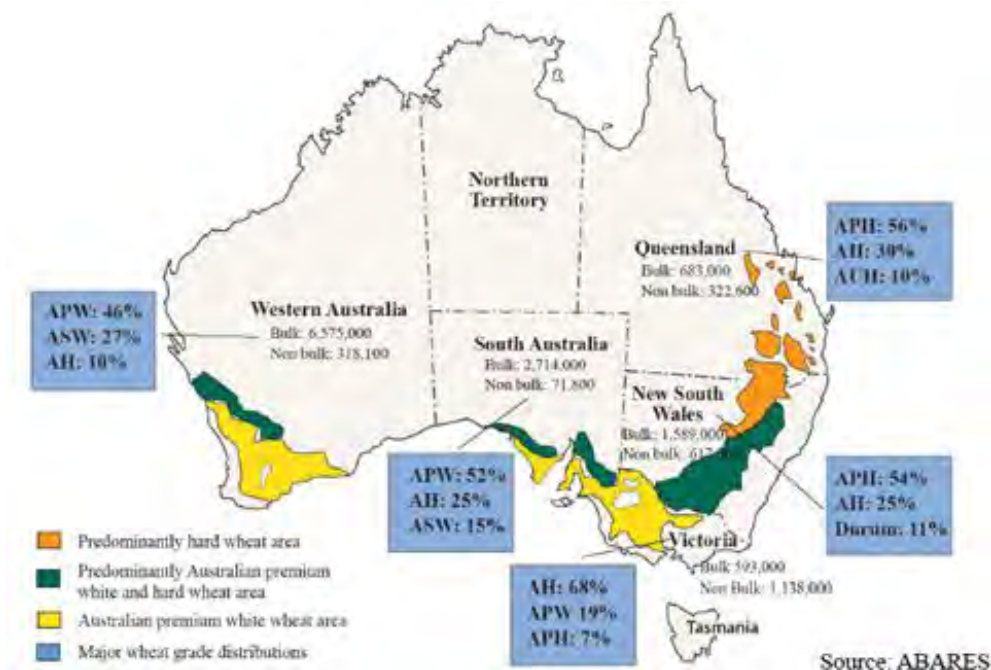 Northern
Territory
Queensland
Bulk: 683,000
Non bulk: 322,600
APH: 56%
AH: 30%
AUH: 10%
APW: 46%
ASW: 27%
AH: 10%
Western Australia
Bulk: 6,575,000
Non bulk: 318,100
South Australia
Bulk: 2,714,000
Non bulk: 71,800
New South
Wales
Bulk: 1,589,000
Non bulk:
APW: 52%
AH: 25%
ASW: 15%
APH: 54%
AH: 25%
Durum: 11%
Victoria
Bulk 593,000
Non Bulk: 1,138,000
AH: 68%
APW 19%
APH: 7%
Tasmania
Predominantly hard wheat area
Predominantly Australian premium
white and hard wheat area
Australian premium white wheat area
Major wheat grade distributions
Source: ABARES